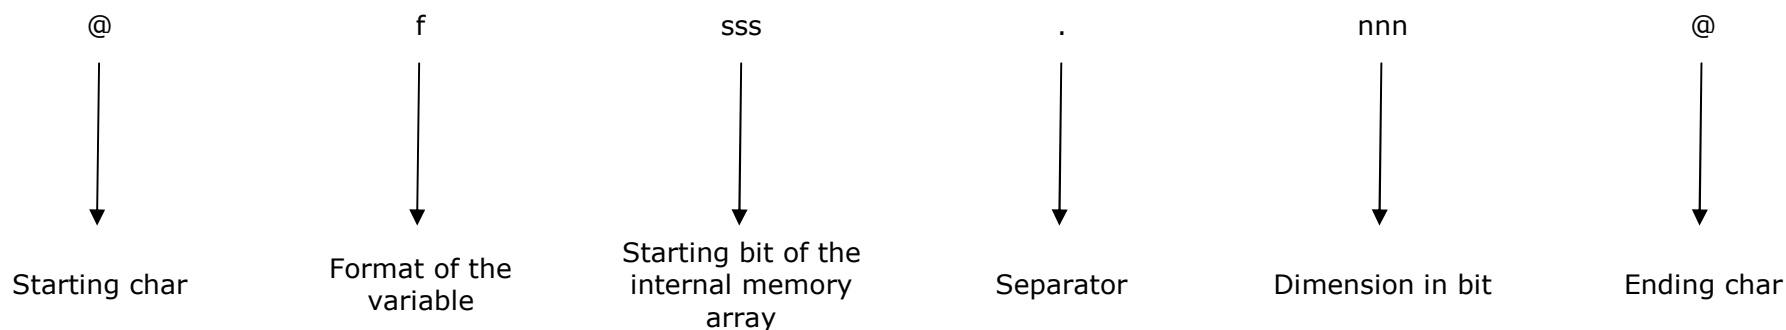 @ f sss . nnn @
Starting char
Format of the
variable
Starting bit of the
internal memory
array
Separator
Dimension in bit
Ending char